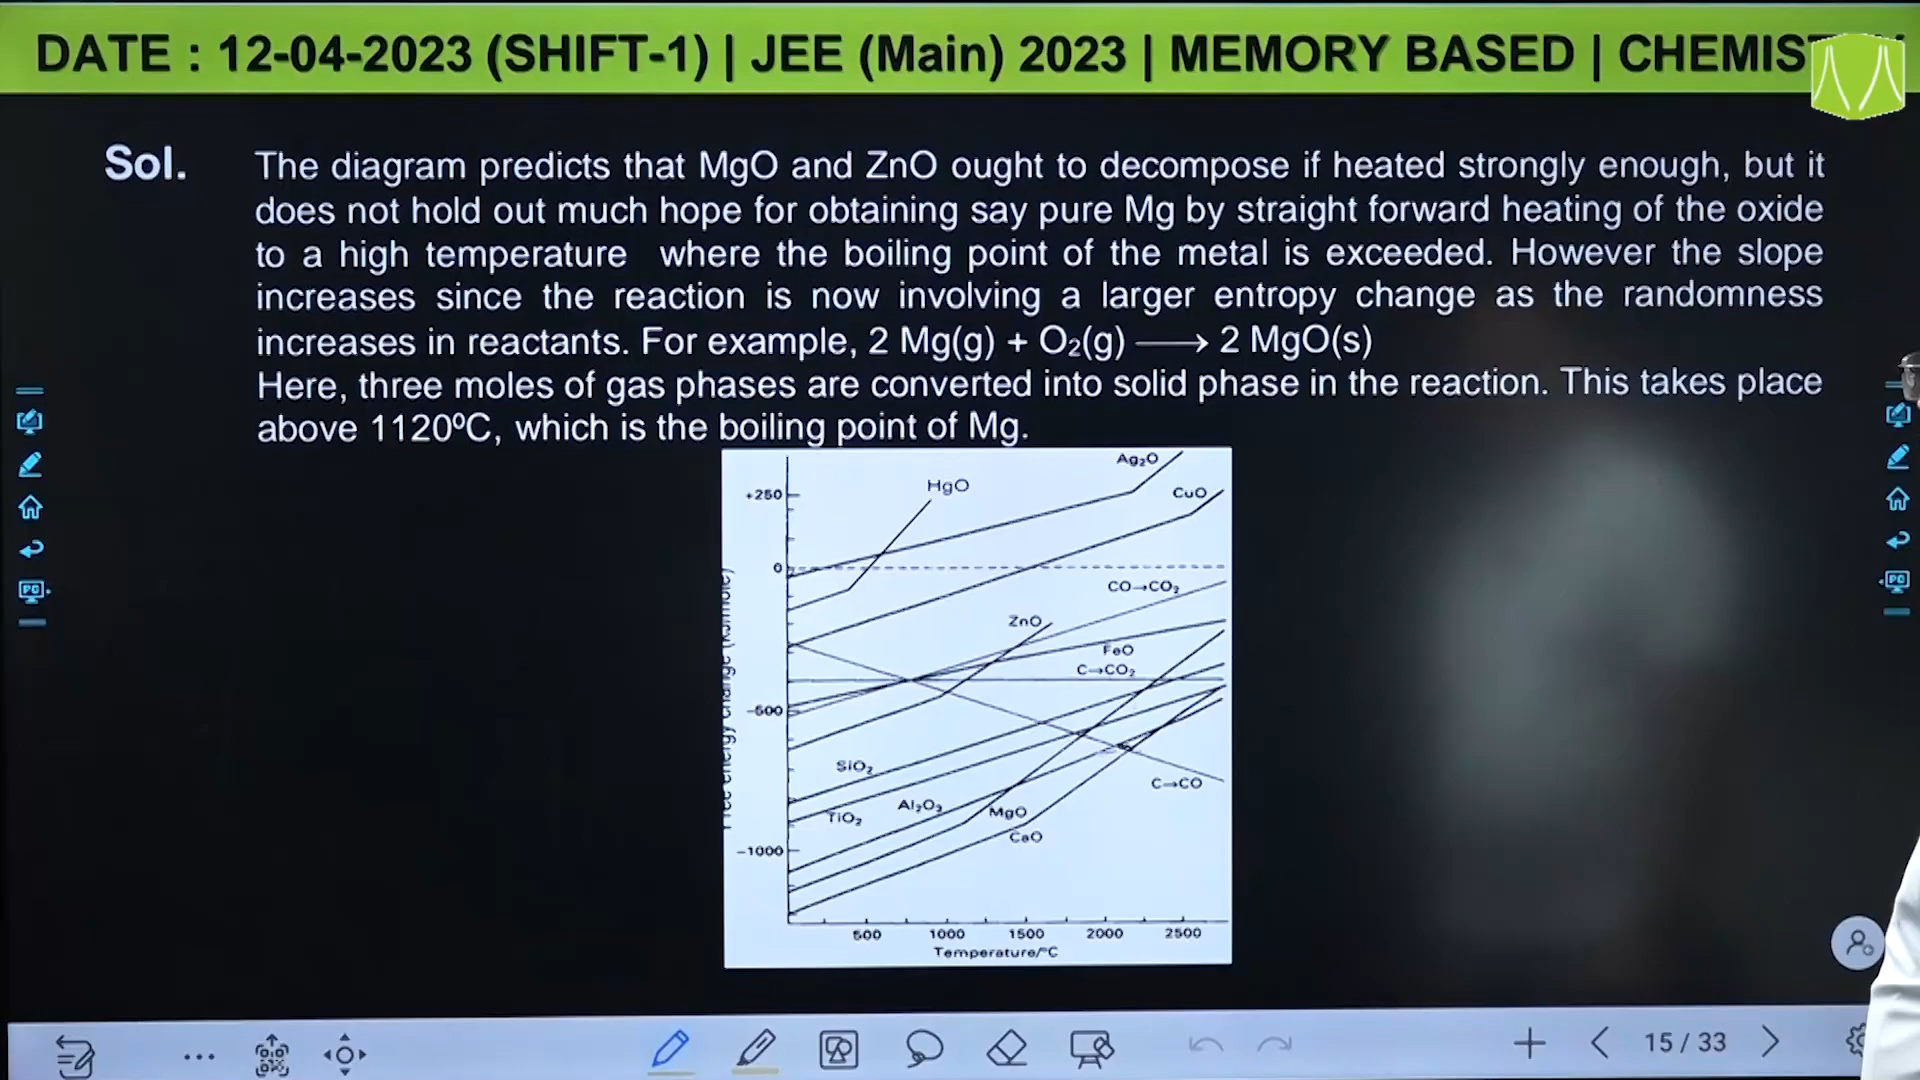 DATE : 12-04-2023 (SHIFT-1) | JEE (Main) 2023 | MEMORY BASED |
Sol.
The diagram predicts that MgO and ZnO ought to decompose if heated strongly enough, but it
does not hold out much hope for obtaining say pure Mg by straight forward heating of the oxide
to a high temperature where the boiling point of the metal is exceeded. However the slope
increases since the reaction is now involving a larger entropy change as the randomness
increases in reactants. For example, 2 Mg(g) + O₂(g) ⟶ 2 MgO(s)
Here, three moles of gas phases are converted into solid phase in the reaction. This takes place
above 1120⁰C, which is the boiling point of Mg.
Ag₂O
HgO
+250
CuO
0
CO→CO₂
ZnO
FeO
C→CO₂
-500
SiO₂
C→CO
Al₂O₃
MgO
TiO₂
CaO
-1000
500 1000 1500 2000 2500
Temperature/°C
PC
PC
15 / 33